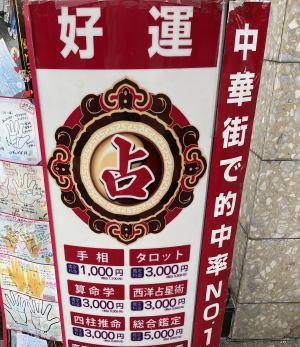 好運
占
手相 タロット
1,000円 3,000円
算命学 西洋占星術
3,000円 3,000円
四柱推命 総合鑑定
3,000円 5,000円
中華街で的中率NO1